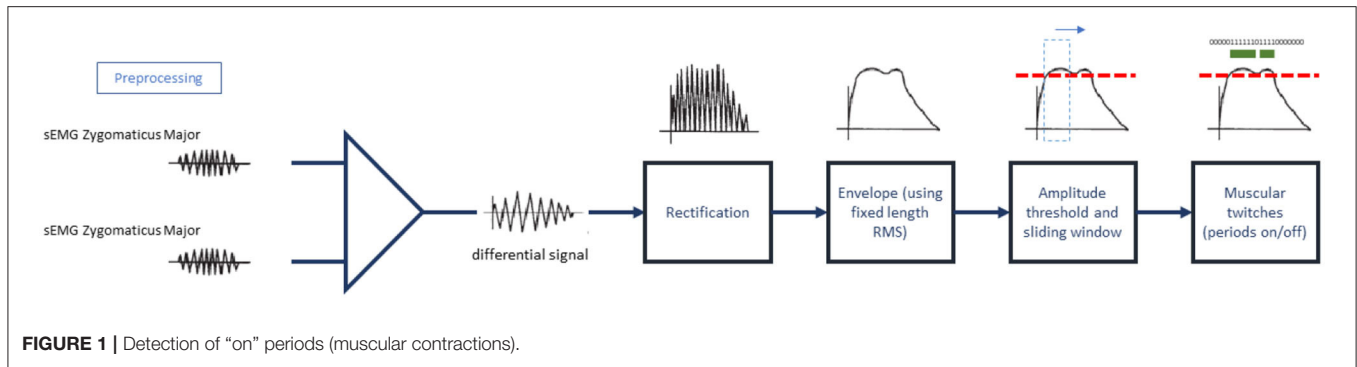 0000011111101111000000
Preprocessing
sEMG Zygomaticus Major
sEMG Zygomaticus Major
differential signal
Rectification
Envelope (using
fixed length
RMS)
Amplitude
threshold and
sliding window
Muscular
twitches
(periods on/off)
FIGURE 1 | Detection of “on” periods (muscular contractions).